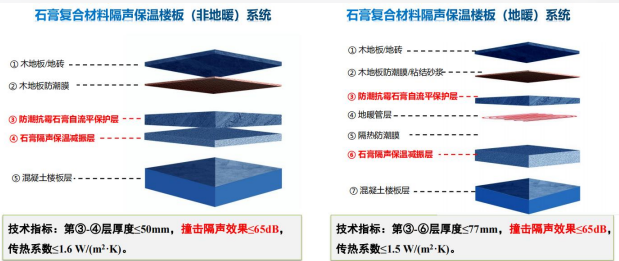 石膏复合材料隔声保温楼板（非地暖）系统
① 木地板/地砖
② 木地板防潮膜
③ 防潮抗霉石膏自流平保护层
④ 石膏隔声保温减振层
⑤ 混凝土楼板层
技术指标：第③-④层厚度≤50mm，撞击隔声效果≤65dB，
传热系数≤1.6 W/(m²·K)。
石膏复合材料隔声保温楼板（地暖）系统
① 木地板/地砖
② 木地板防潮膜/粘结砂浆
③ 防潮抗霉石膏自流平保护层
④ 地暖管层
⑤ 隔热防潮膜
⑥ 石膏隔声保温减振层
⑦ 混凝土楼板层
技术指标：第③-⑥层厚度≤77mm，撞击隔声效果≤65dB，
传热系数≤1.5 W/(m²·K)。